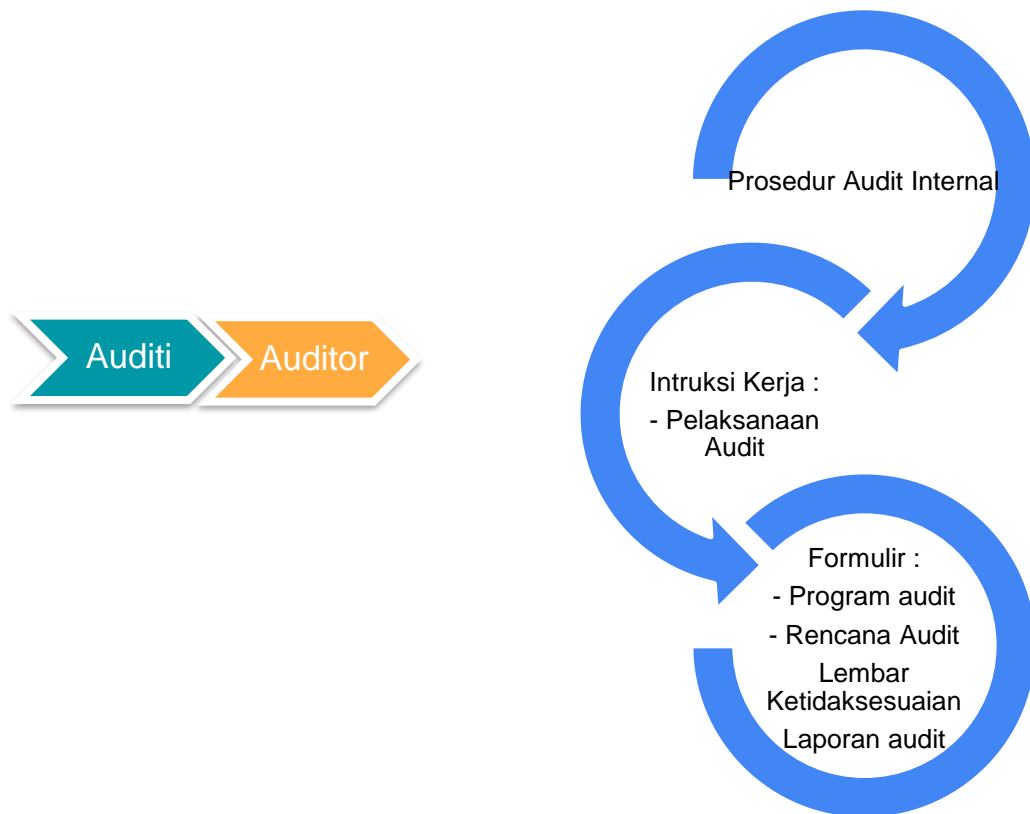 Prosedur Audit Internal
Auditi
Auditor
Intruksi Kerja :
- Pelaksanaan
Audit
Formulir :
- Program audit
- Rencana Audit
Lembar
Ketidaksesuaian
Laporan audit